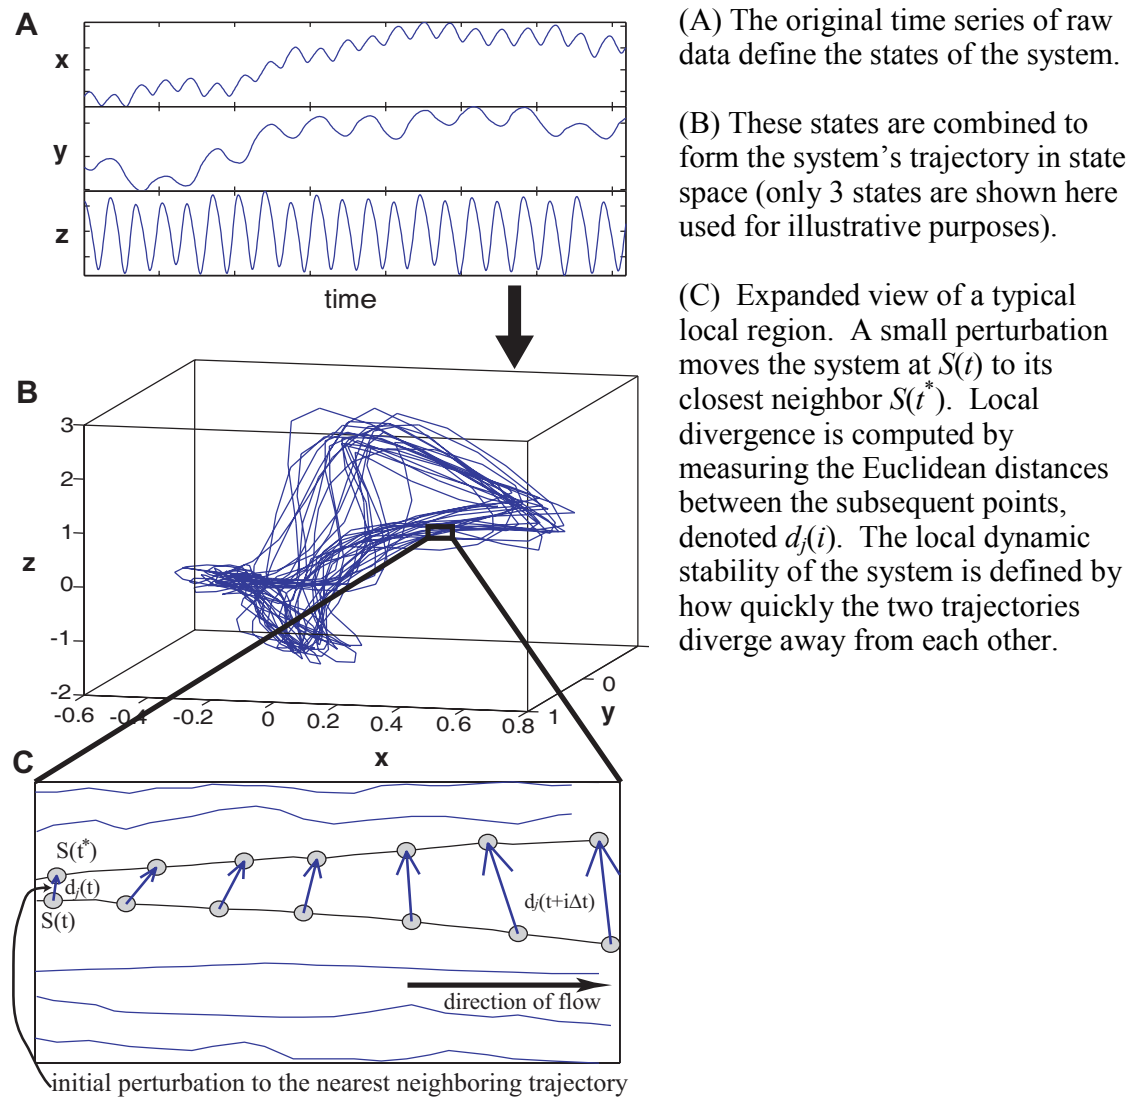 A
x
y
z
time
B
3
2
1
0
-1
-2
z
-0.6
-0.4
-0.2
0
0.2
0.4
0.6
0.8
x
1
0
y
C
S(t*)
dj(t)
S(t)
dj(t+iΔt)
direction of flow
initial perturbation to the nearest neighboring trajectory
(A) The original time series of raw
data define the states of the system.
(B) These states are combined to
form the system’s trajectory in state
space (only 3 states are shown here
used for illustrative purposes).
(C) Expanded view of a typical
local region. A small perturbation
moves the system at S(t) to its
closest neighbor S(t*). Local
divergence is computed by
measuring the Euclidean distances
between the subsequent points,
denoted dj(i). The local dynamic
stability of the system is defined by
how quickly the two trajectories
diverge away from each other.